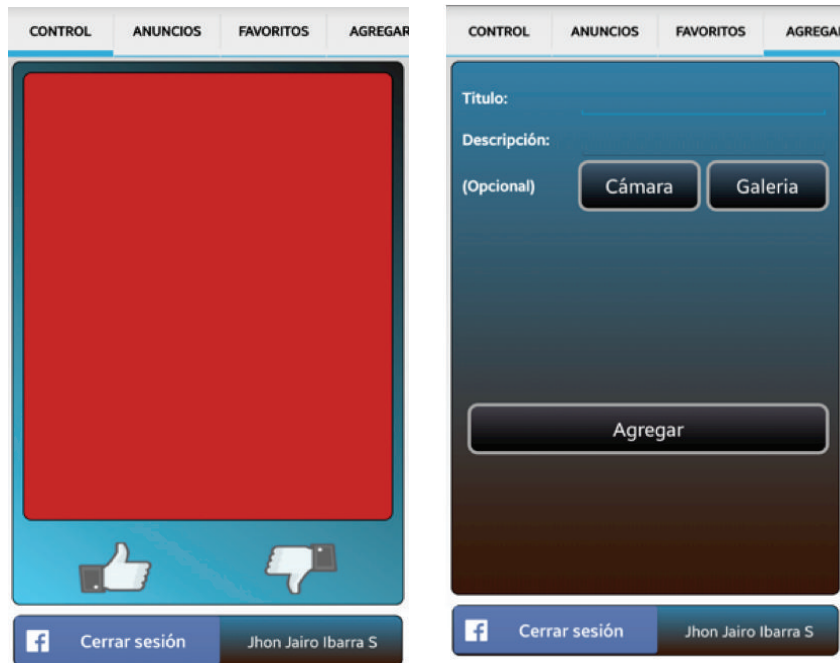 CONTROL ANUNCIOS FAVORITOS AGREGAR
Cerrar sesión Jhon Jairo Ibarra S
CONTROL ANUNCIOS FAVORITOS AGREGA
Titulo:
Descripción:
(Opcional) Cámara Galeria
Agregar
Cerrar sesión Jhon Jairo Ibarra S